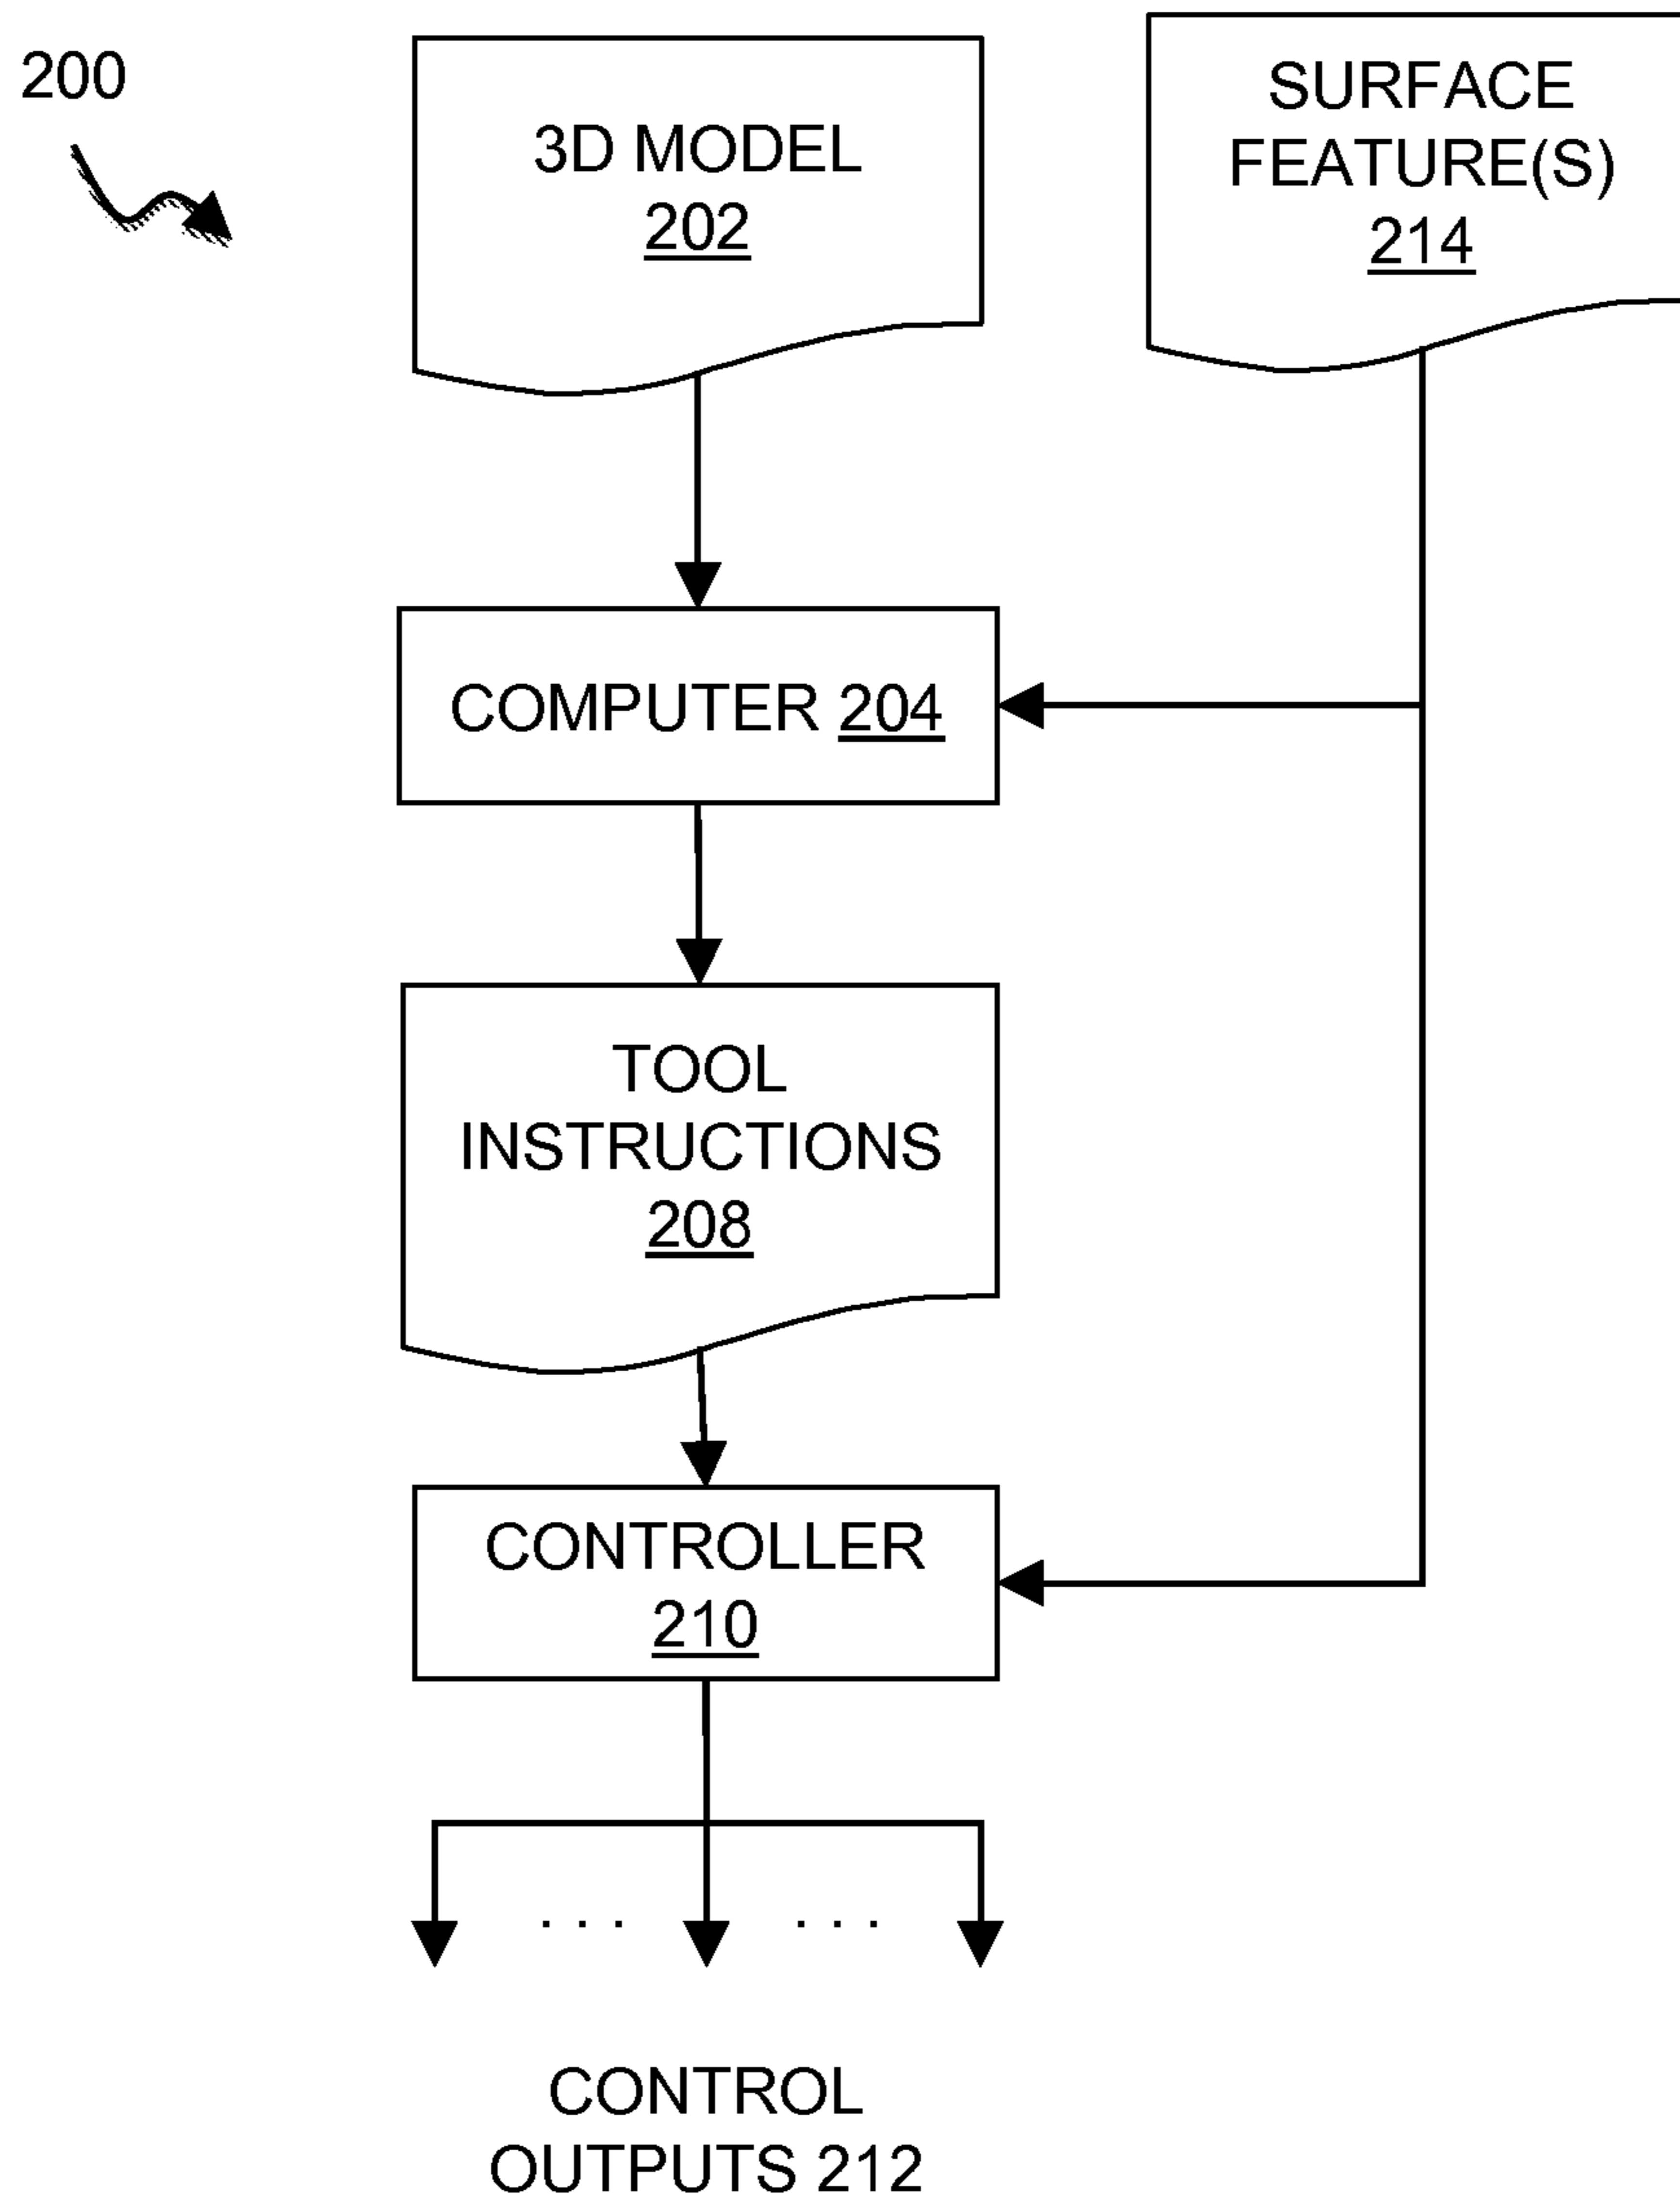 200
3D MODEL
202
SURFACE
FEATURE(S)
214
COMPUTER 204
TOOL
INSTRUCTIONS
208
CONTROLLER
210
. . .
. . .
CONTROL
OUTPUTS 212